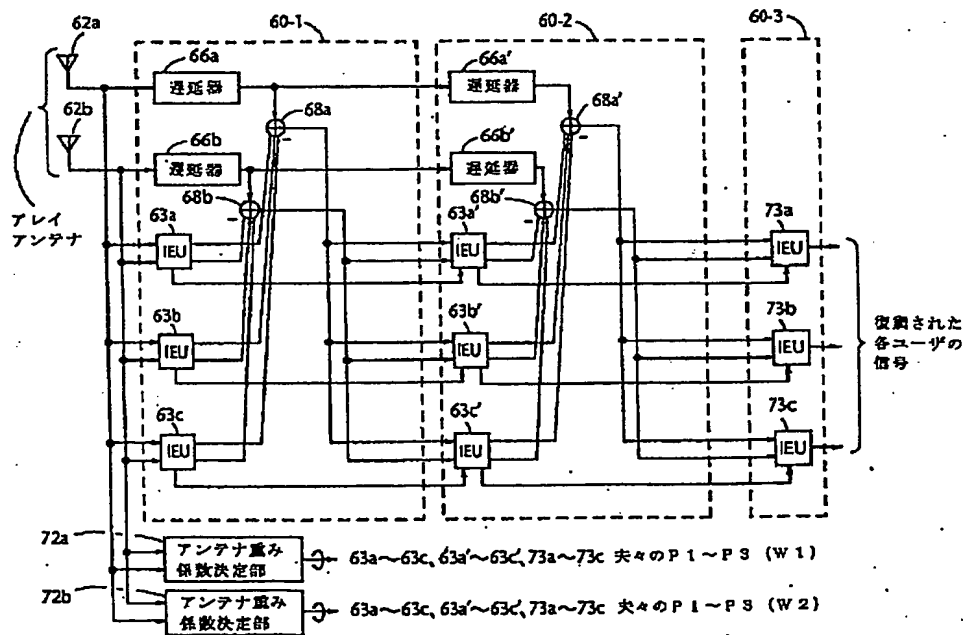 62a
60-1
60-2
60-3
66a
遅延器
66a′
遅延器
68a
68a′
62b
66b
遅延器
66b′
遅延器
68b
68b′
アレイ
アンテナ
63a
IEU
63a′
IEU
73a
IEU
63b
IEU
63b′
IEU
73b
IEU
復調された
各ユーザの
信号
63c
IEU
63c′
IEU
73c
IEU
72a
アンテナ重み
係数決定部
63a～63c、63a′～63c′、73a～73c 夫々のP1～P3 (W1)
72b
アンテナ重み
係数決定部
63a～63c、63a′～63c′、73a～73c 夫々のP1～P3 (W2)